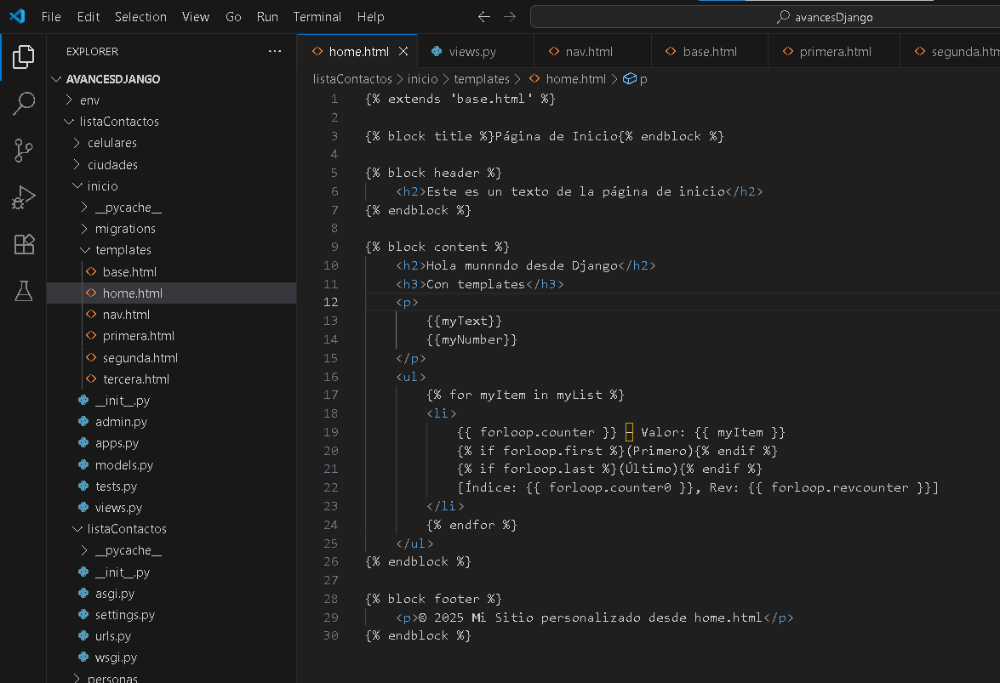 File Edit Selection View Go Run Terminal Help avancesDjango
EXPLORER ...
AVANCESDJANGO
env
listaContactos
celulares
ciudades
inicio
__pycache__
migrations
templates
base.html
home.html
nav.html
primera.html
segunda.html
tercera.html
__init__.py
admin.py
apps.py
models.py
tests.py
views.py
listaContactos
__pycache__
__init__.py
asgi.py
settings.py
urls.py
wsgi.py
personas
home.html views.py nav.html base.html primera.html segunda.htm
listaContactos > inicio > templates > home.html > p
1 {% extends 'base.html' %}
2
3 {% block title %}Página de Inicio{% endblock %}
4
5 {% block header %}
6 <h2>Este es un texto de la página de inicio</h2>
7 {% endblock %}
8
9 {% block content %}
10 <h2>Hola munnndo desde Django</h2>
11 <h3>Con templates</h3>
12 <p>
13 {{myText}}
14 {{myNumber}}
15 </p>
16 <ul>
17 {% for myItem in myList %}
18 <li>
19 {{ forloop.counter }} – Valor: {{ myItem }}
20 {% if forloop.first %}(Primero){% endif %}
21 {% if forloop.last %}(Último){% endif %}
22 [Índice: {{ forloop.counter0 }}, Rev: {{ forloop.revcounter }}]
23 </li>
24 {% endfor %}
25 </ul>
26 {% endblock %}
27
28 {% block footer %}
29 <p>© 2025 Mi Sitio personalizado desde home.html</p>
30 {% endblock %}